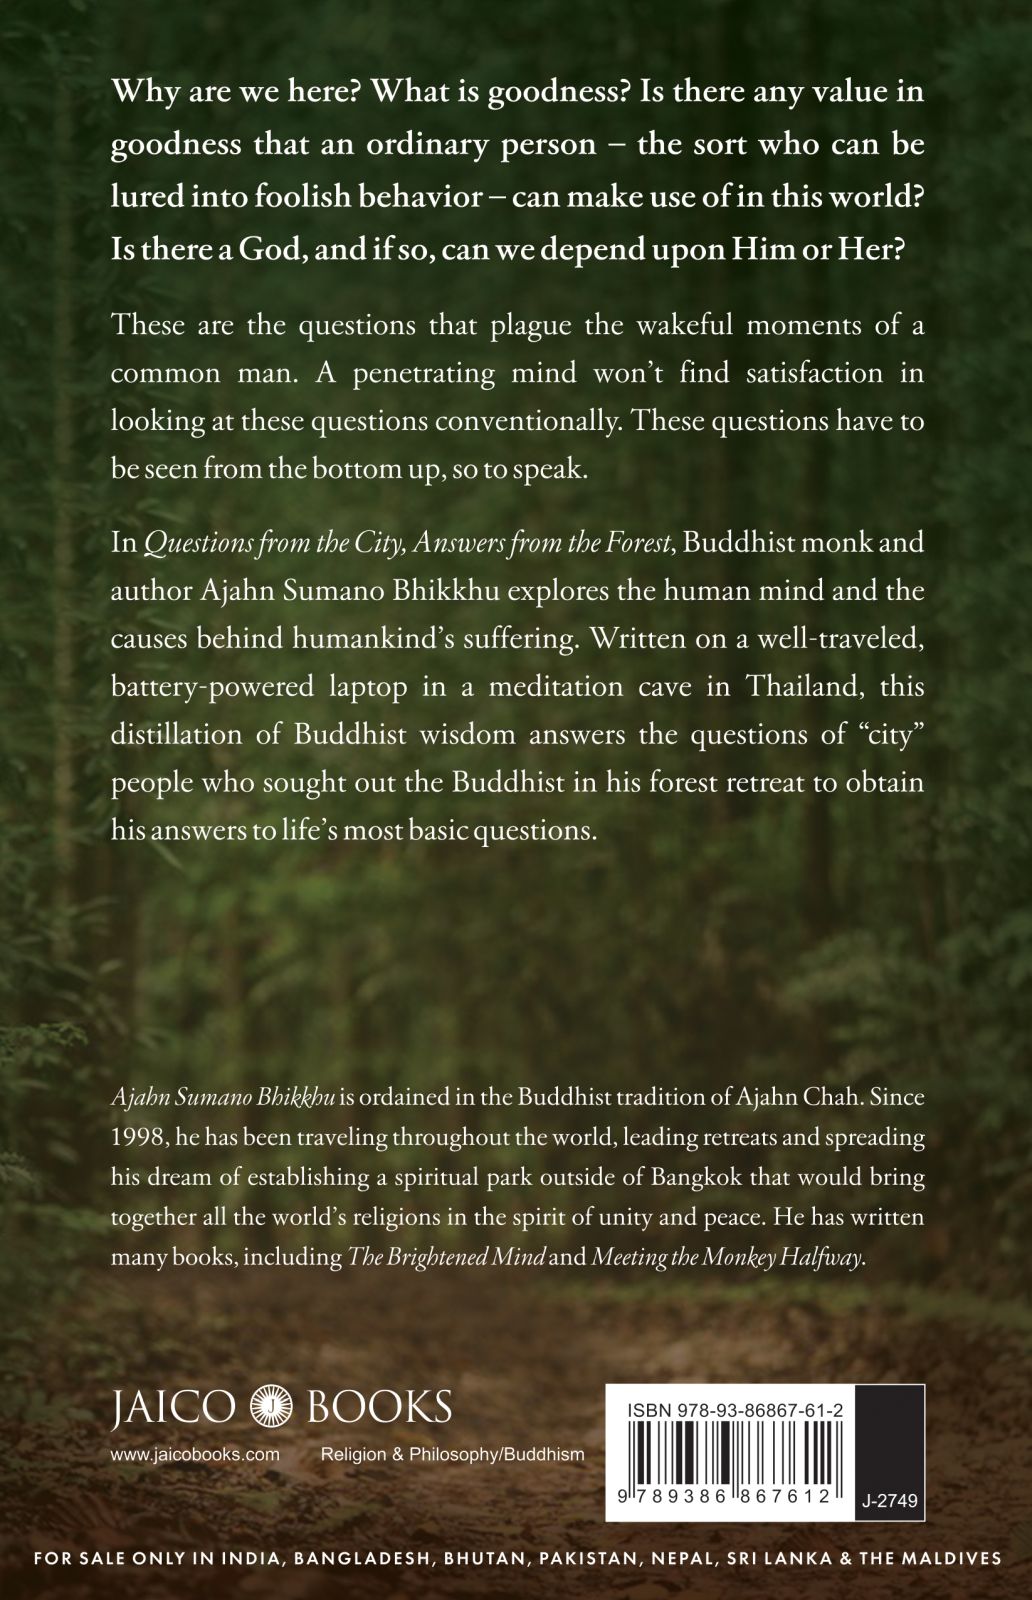 Why are we here? What is goodness? Is there any value in
goodness that an ordinary person – the sort who can be
lured into foolish behavior – can make use of in this world?
Is there a God, and if so, can we depend upon Him or Her?
These are the questions that plague the wakeful moments of a
common man. A penetrating mind won't find satisfaction in
looking at these questions conventionally. These questions have to
be seen from the bottom up, so to speak.
In Questions from the City, Answers from the Forest, Buddhist monk and
author Ajahn Sumano Bhikkhu explores the human mind and the
causes behind humankind's suffering. Written on a well-traveled,
battery-powered laptop in a meditation cave in Thailand, this
distillation of Buddhist wisdom answers the questions of “city”
people who sought out the Buddhist in his forest retreat to obtain
his answers to life's most basic questions.
Ajahn Sumano Bhikkhu is ordained in the Buddhist tradition of Ajahn Chah. Since
1998, he has been traveling throughout the world, leading retreats and spreading
his dream of establishing a spiritual park outside of Bangkok that would bring
together all the world's religions in the spirit of unity and peace. He has written
many books, including The Brightened Mind and Meeting the Monkey Halfway.
JAICO J BOOKS
www.jaicobooks.com Religion & Philosophy/Buddhism
ISBN 978-93-86867-61-2
9 789386 867612
J-2749
FOR SALE ONLY IN INDIA, BANGLADESH, BHUTAN, PAKISTAN, NEPAL, SRI LANKA & THE MALDIVES